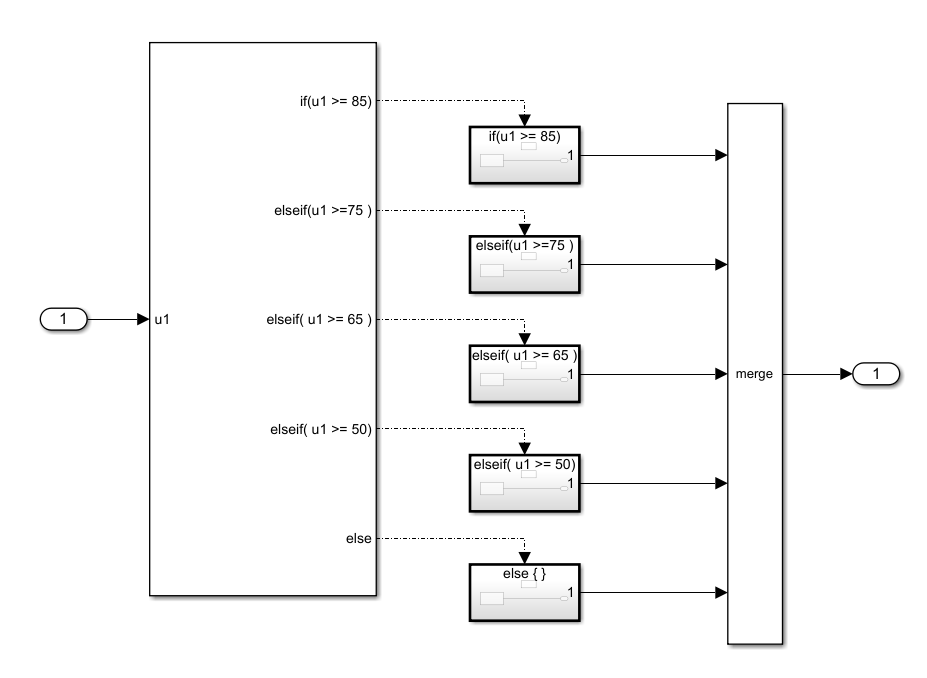 if(u1 >= 85)
if(u1 >= 85)
1
elseif(u1 >=75 )
elseif(u1 >=75 )
1
1
u1
elseif( u1 >= 65 )
elseif( u1 >= 65 )
1
merge
1
elseif( u1 >= 50)
elseif( u1 >= 50)
1
else
else { }
1